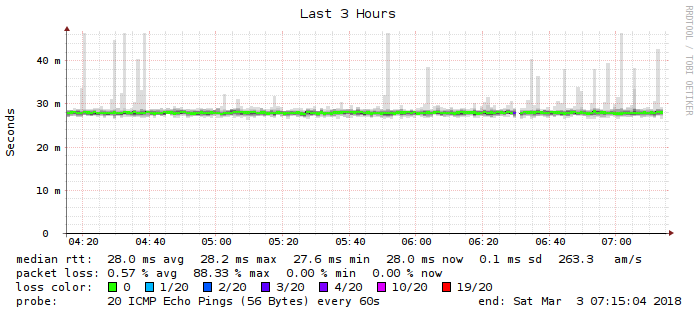 Last 3 Hours
RRDTOOL / TOBI OETIKER
Seconds
40 m
30 m
20 m
10 m
0
04:20 04:40 05:00 05:20 05:40 06:00 06:20 06:40 07:00
median rtt: 28.0 ms avg 28.2 ms max 27.6 ms min 28.0 ms now 0.1 ms sd 263.3 am/s
packet loss: 0.57 % avg 88.33 % max 0.00 % min 0.00 % now
loss color: 0 1/20 2/20 3/20 4/20 10/20 19/20
probe: 20 ICMP Echo Pings (56 Bytes) every 60s end: Sat Mar 3 07:15:04 2018